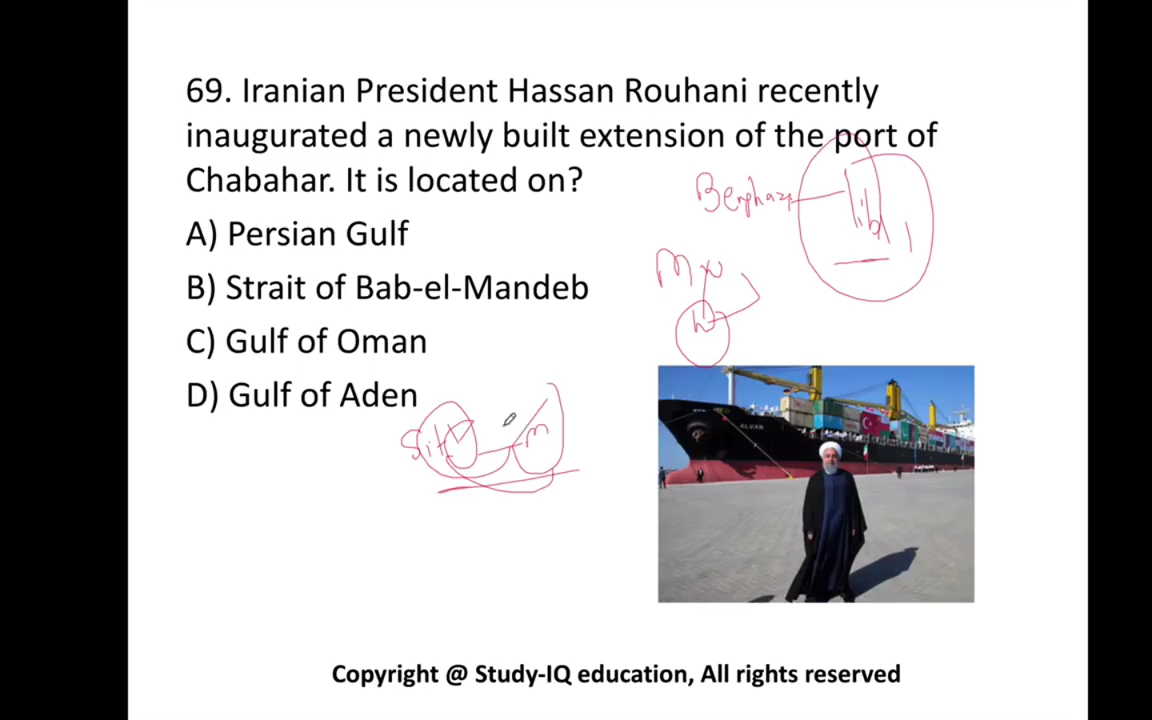 69. Iranian President Hassan Rouhani recently
inaugurated a newly built extension of the port of
Chabahar. It is located on?
A) Persian Gulf
B) Strait of Bab-el-Mandeb
C) Gulf of Oman
D) Gulf of Aden
ALVAN
Copyright @ Study-IQ education, All rights reserved